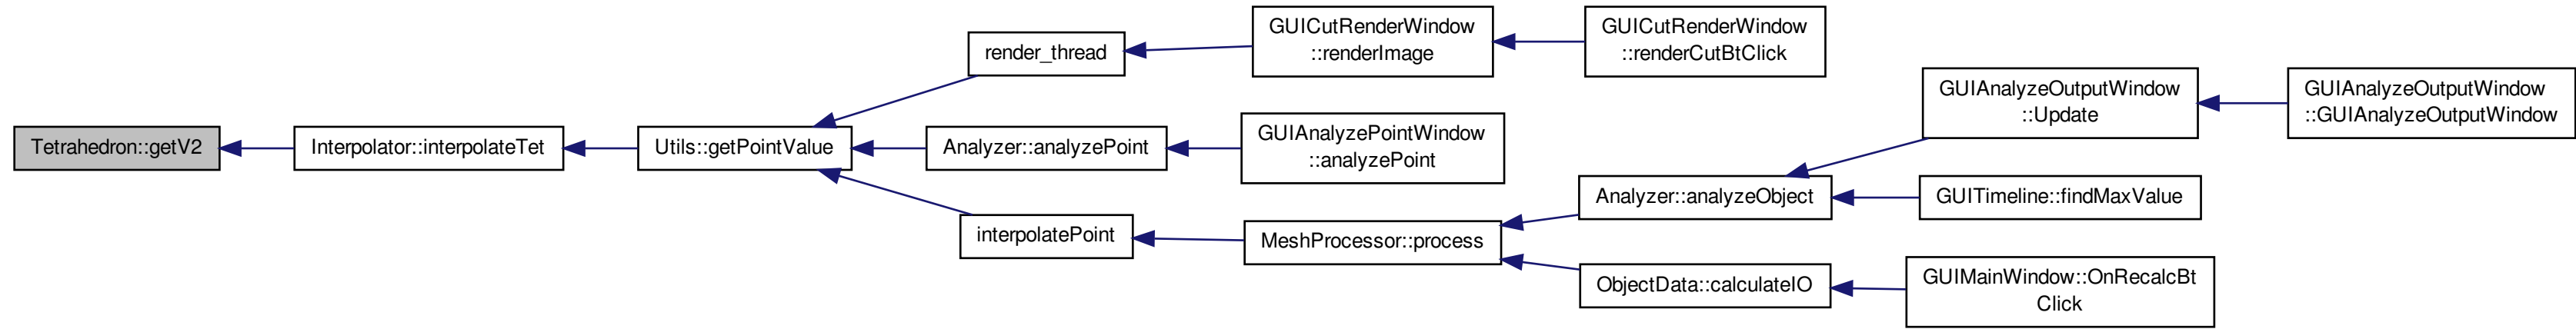 Tetrahedron::getV2
Interpolator::interpolateTet
Utils::getPointValue
render_thread
GUICutRenderWindow
::renderImage
GUICutRenderWindow
::renderCutBtClick
Analyzer::analyzePoint
GUIAnalyzePointWindow
::analyzePoint
interpolatePoint
MeshProcessor::process
Analyzer::analyzeObject
GUIAnalyzeOutputWindow
::Update
GUIAnalyzeOutputWindow
::GUIAnalyzeOutputWindow
GUITimeline::findMaxValue
ObjectData::calculateIO
GUIMainWindow::OnRecalcBt
Click